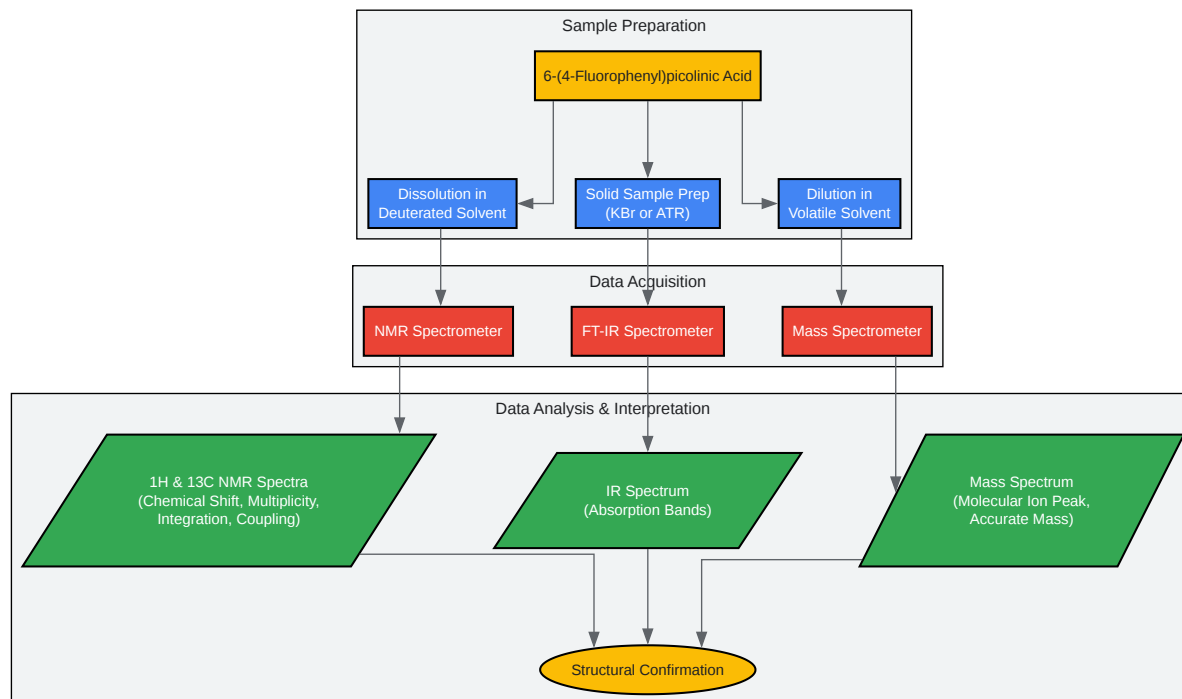 Sample Preparation
6-(4-Fluorophenyl)picolinic Acid
Dissolution in
Deuterated Solvent
Solid Sample Prep
(KBr or ATR)
Dilution in
Volatile Solvent
Data Acquisition
NMR Spectrometer
FT-IR Spectrometer
Mass Spectrometer
Data Analysis & Interpretation
1H & 13C NMR Spectra
(Chemical Shift, Multiplicity,
Integration, Coupling)
IR Spectrum
(Absorption Bands)
Mass Spectrum
(Molecular Ion Peak,
Accurate Mass)
Structural Confirmation